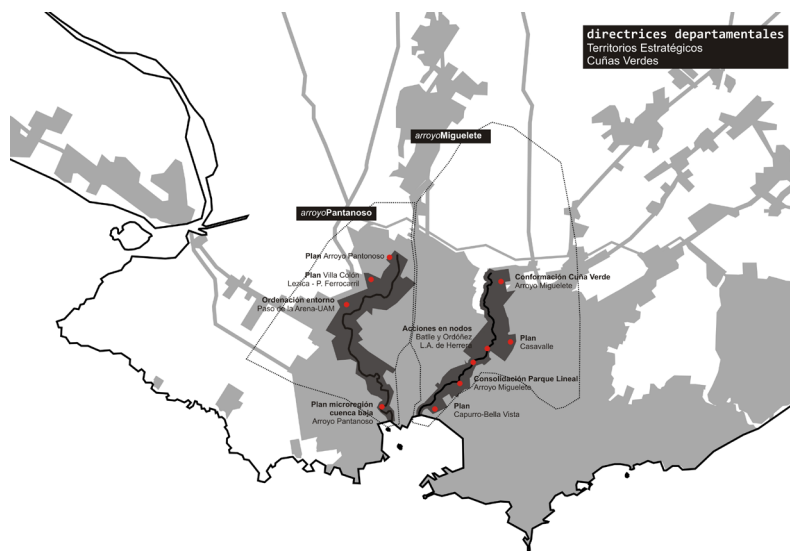 directrices departamentales
Territorios Estratégicos
Cuñas Verdes
arroyoMiguelete
arroyoPantanoso
Plan Arroyo Pantonoso
Plan Villa Colón
Lezica - P. Ferrocarril
Ordenación entorno
Paso de la Arena-UAM
Conformación Cuña Verde
Arroyo Miguelete
Acciones en nodos
Batlle y Ordóñez
L.A. de Herrera
Plan
Casavalle
Consolidación Parque Lineal
Arroyo Miguelete
Plan microregión
cuenca baja
Arroyo Pantanoso
Plan
Capurro-Bella Vista